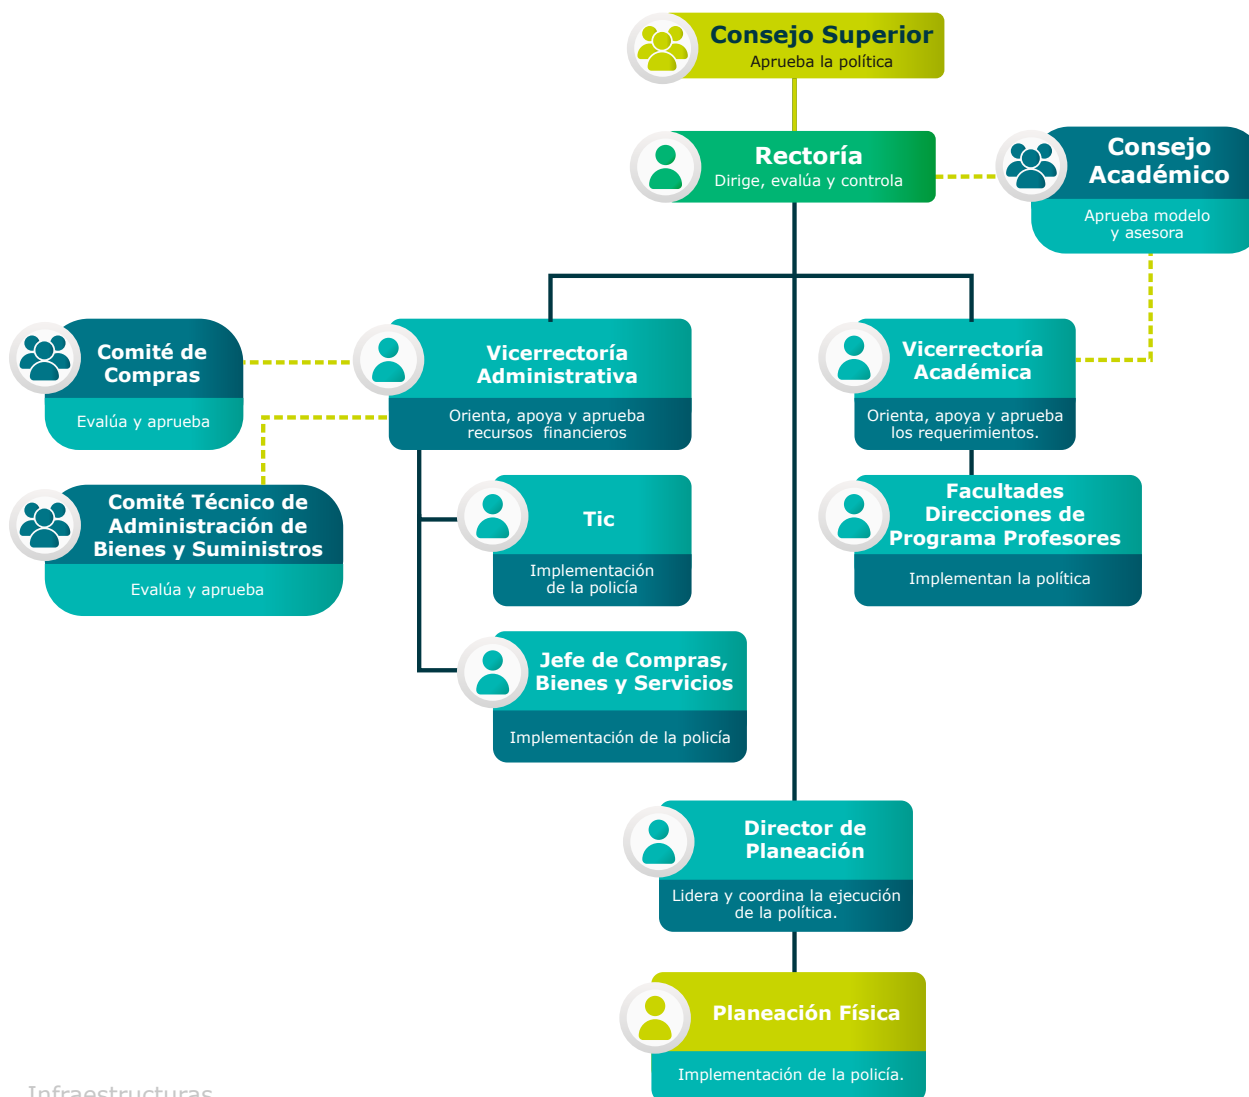 Consejo Superior
Aprueba la política
Rectoría
Dirige, evalúa y controla
Consejo
Académico
Aprueba modelo
y asesora
Comité de
Compras
Evalúa y aprueba
Vicerrectoría
Administrativa
Orienta, apoya y aprueba
recursos financieros
Vicerrectoría
Académica
Orienta, apoya y aprueba
los requerimientos.
Comité Técnico de
Administración de
Bienes y Suministros
Evalúa y aprueba
Tic
Implementación
de la policía
Facultades
Direcciones de
Programa Profesores
Implementan la política
Jefe de Compras,
Bienes y Servicios
Implementación de la policía
Director de
Planeación
Lidera y coordina la ejecución
de la política.
Planeación Física
Implementación de la policía.
Infraestructuras